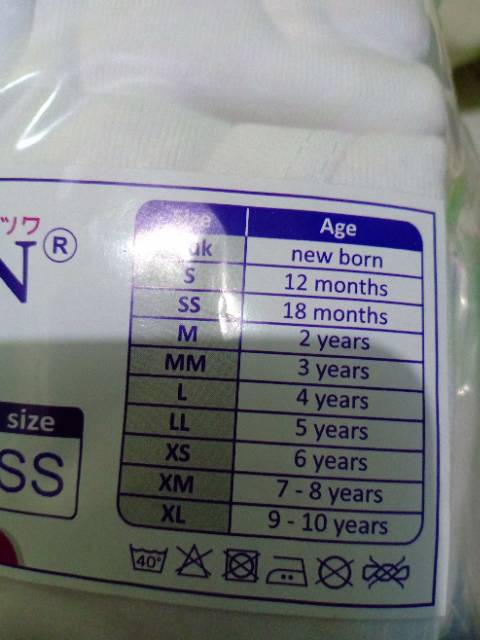 ッワ
N®
size
SS
Size Age
new born
S 12 months
SS 18 months
M 2 years
MM 3 years
L 4 years
LL 5 years
XS 6 years
XM 7 - 8 years
XL 9 - 10 years
40°